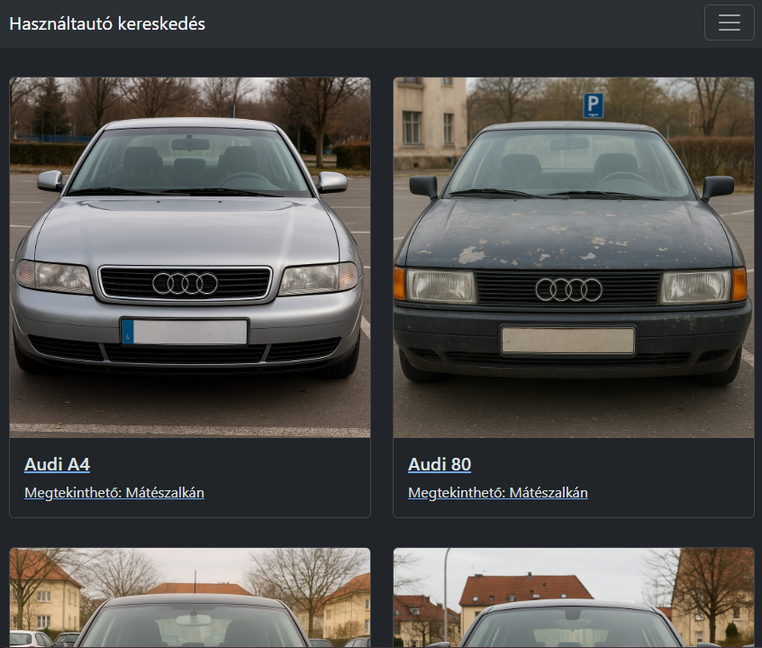 Használtautó kereskedés
P
Audi A4
Audi 80
Megtekinthető: Mátészalkán
Megtekinthető: Mátészalkán